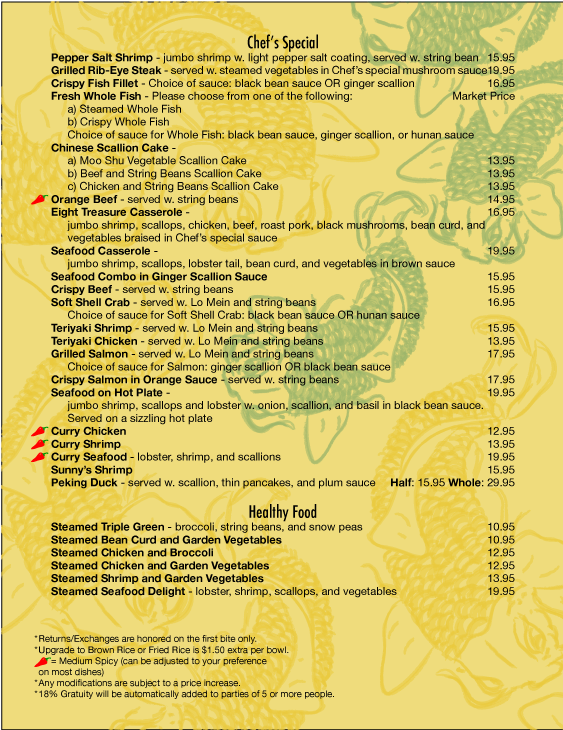 Chef's Special
Pepper Salt Shrimp - jumbo shrimp w. light pepper salt coating, served w. string bean 15.95
Grilled Rib-Eye Steak - served w. steamed vegetables in Chef's special mushroom sauce 19.95
Crispy Fish Fillet - Choice of sauce: black bean sauce OR ginger scallion 16.95
Fresh Whole Fish - Please choose from one of the following: Market Price
a) Steamed Whole Fish
b) Crispy Whole Fish
Choice of sauce for Whole Fish: black bean sauce, ginger scallion, or hunan sauce
Chinese Scallion Cake -
a) Moo Shu Vegetable Scallion Cake 13.95
b) Beef and String Beans Scallion Cake 13.95
c) Chicken and String Beans Scallion Cake 13.95
Orange Beef - served w. string beans 14.95
Eight Treasure Casserole - 16.95
jumbo shrimp, scallops, chicken, beef, roast pork, black mushrooms, bean curd, and
vegetables braised in Chef's special sauce
Seafood Casserole - 19.95
jumbo shrimp, scallops, lobster tail, bean curd, and vegetables in brown sauce
Seafood Combo in Ginger Scallion Sauce 15.95
Crispy Beef - served w. string beans 15.95
Soft Shell Crab - served w. Lo Mein and string beans 16.95
Choice of sauce for Soft Shell Crab: black bean sauce OR hunan sauce
Teriyaki Shrimp - served w. Lo Mein and string beans 15.95
Teriyaki Chicken - served w. Lo Mein and string beans 13.95
Grilled Salmon - served w. Lo Mein and string beans 17.95
Choice of sauce for Salmon: ginger scallion OR black bean sauce
Crispy Salmon in Orange Sauce - served w. string beans 17.95
Seafood on Hot Plate - 19.95
jumbo shrimp, scallops and lobster w. onion, scallion, and basil in black bean sauce.
Served on a sizzling hot plate
Curry Chicken 12.95
Curry Shrimp 13.95
Curry Seafood - lobster, shrimp, and scallions 19.95
Sunny's Shrimp 15.95
Peking Duck - served w. scallion, thin pancakes, and plum sauce Half: 15.95 Whole: 29.95
Healthy Food
Steamed Triple Green - broccoli, string beans, and snow peas 10.95
Steamed Bean Curd and Garden Vegetables 10.95
Steamed Chicken and Broccoli 12.95
Steamed Chicken and Garden Vegetables 12.95
Steamed Shrimp and Garden Vegetables 13.95
Steamed Seafood Delight - lobster, shrimp, scallops, and vegetables 19.95
*Returns/Exchanges are honored on the first bite only.
*Upgrade to Brown Rice or Fried Rice is $1.50 extra per bowl.
= Medium Spicy (can be adjusted to your preference
on most dishes)
*Any modifications are subject to a price increase.
*18% Gratuity will be automatically added to parties of 5 or more people.